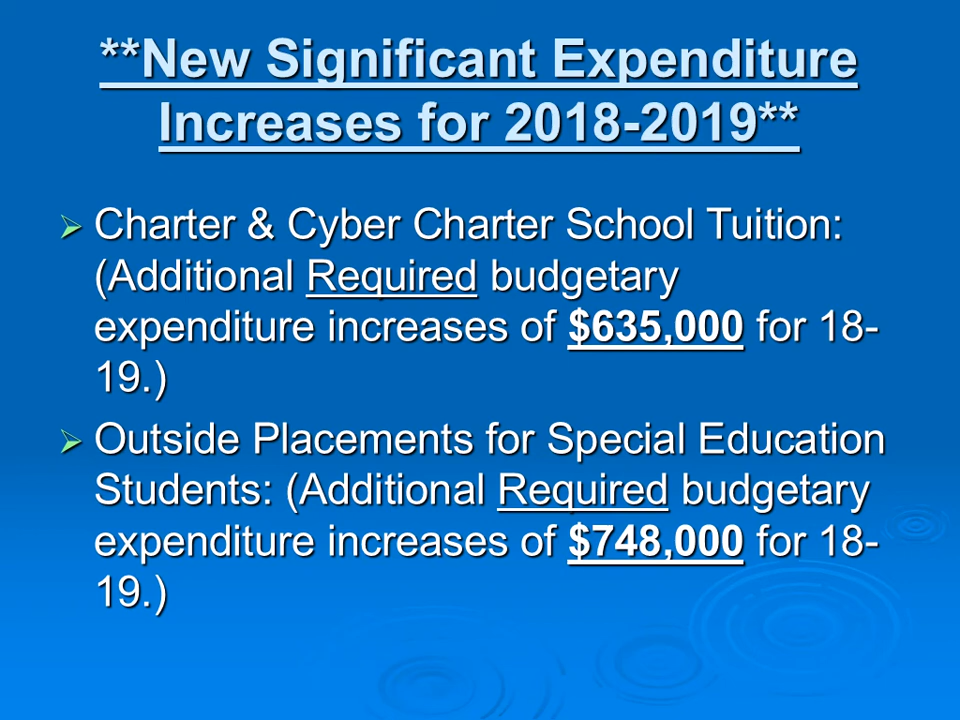 **New Significant Expenditure
Increases for 2018-2019**
Charter & Cyber Charter School Tuition:
(Additional Required budgetary
expenditure increases of $635,000 for 18-
19.)
Outside Placements for Special Education
Students: (Additional Required budgetary
expenditure increases of $748,000 for 18-
19.)